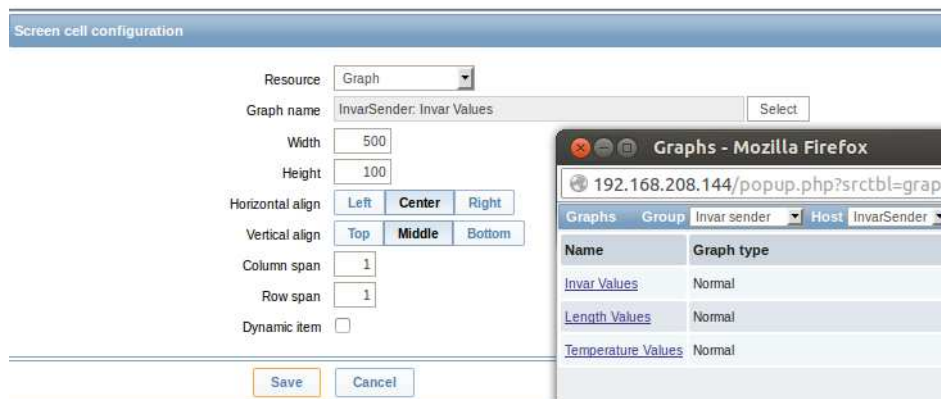 Screen cell configuration
Resource Graph
Graph name InvarSender: Invar Values Select
Width 500
Height 100
Horizontal align Left Center Right
Vertical align Top Middle Bottom
Column span 1
Row span 1
Dynamic item
Save Cancel
Graphs - Mozilla Firefox
192.168.208.144/popup.php?srctbl=grap
Graphs Group Invar sender Host InvarSender
Name Graph type
Invar Values Normal
Length Values Normal
Temperature Values Normal